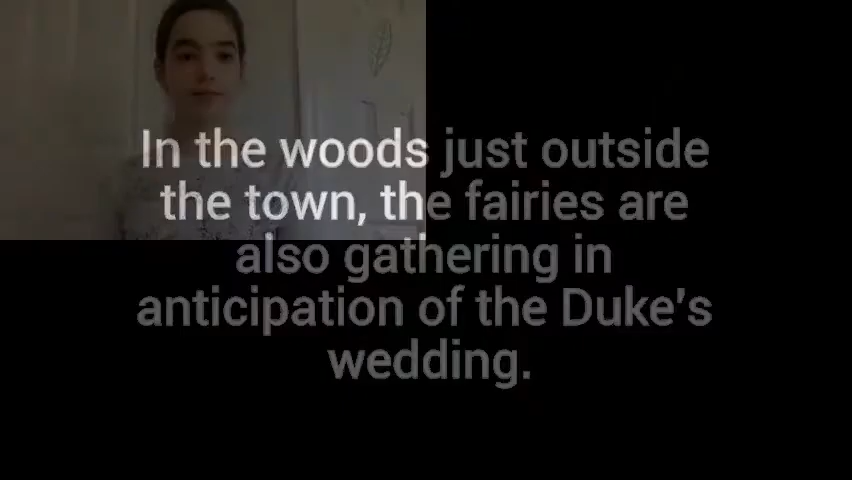 In the woods just outside
the town, the fairies are
also gathering in
anticipation of the Duke's
wedding.